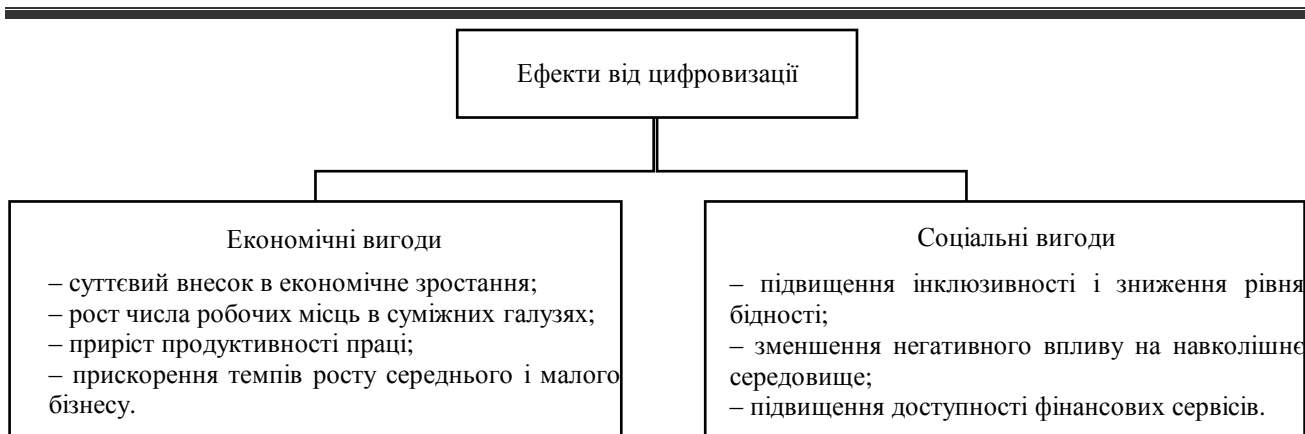 Ефекти від цифровизації
Економічні вигоди
– суттєвий внесок в економічне зростання;
– рост числа робочих місць в суміжних галузях;
– приріст продуктивності праці;
– прискорення темпів росту середнього і малого
бізнесу.
Соціальні вигоди
– підвищення інклюзивності і зниження рівня
бідності;
– зменшення негативного впливу на навколишнє
середовище;
– підвищення доступності фінансових сервісів.